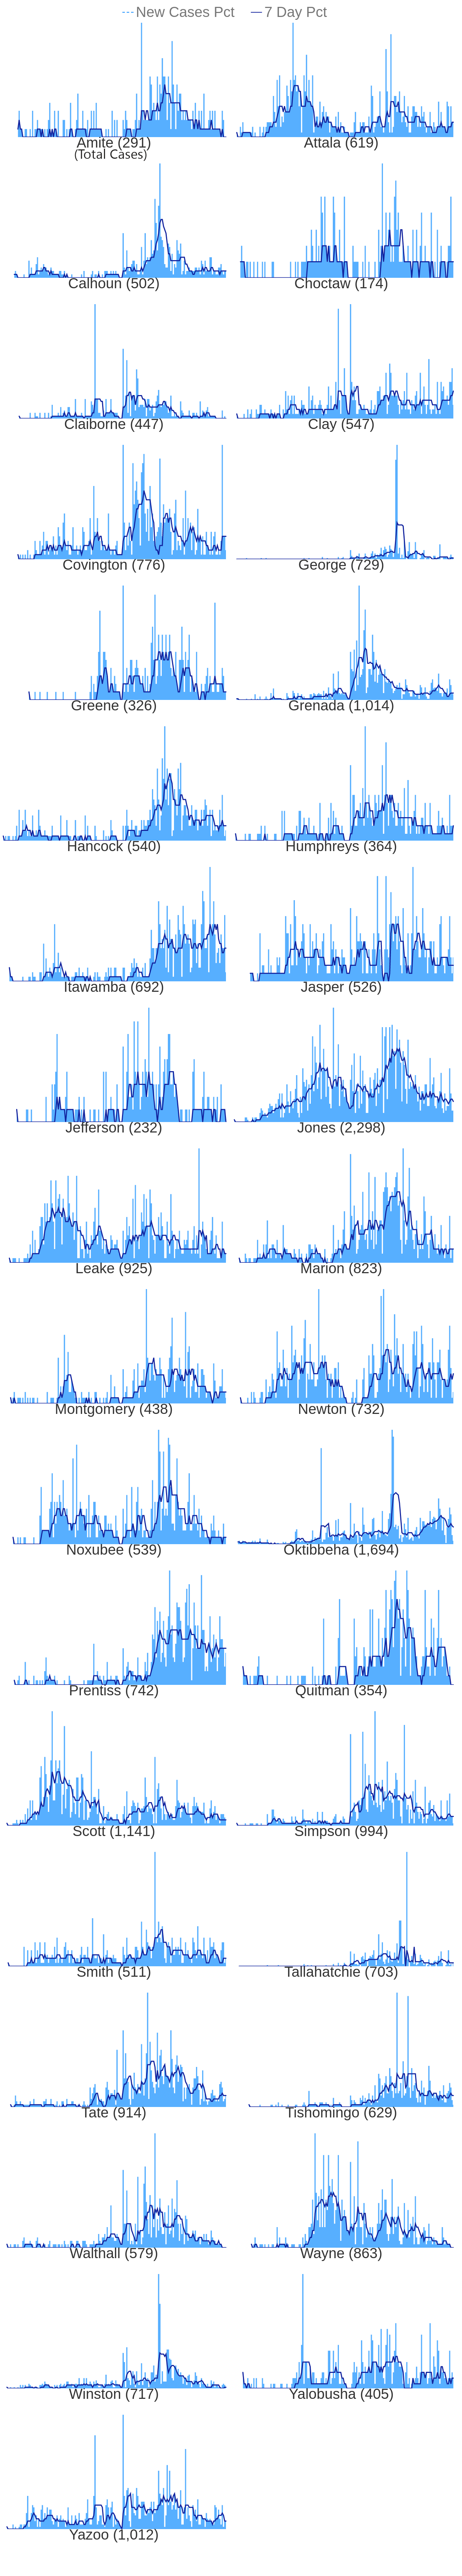 New Cases Pct 7 Day Pct
Amite (291) Attala (619)
(Total Cases)
Calhoun (502) Choctaw (174)
Claiborne (447) Clay (547)
Covington (776) George (729)
Greene (326) Grenada (1,014)
Hancock (540) Humphreys (364)
Itawamba (692) Jasper (526)
Jefferson (232) Jones (2,298)
Leake (925) Marion (823)
Montgomery (438) Newton (732)
Noxubee (539) Oktibbeha (1,694)
Prentiss (742) Quitman (354)
Scott (1,141) Simpson (994)
Smith (511) Tallahatchie (703)
Tate (914) Tishomingo (629)
Walthall (579) Wayne (863)
Winston (717) Yalobusha (405)
Yazoo (1,012)